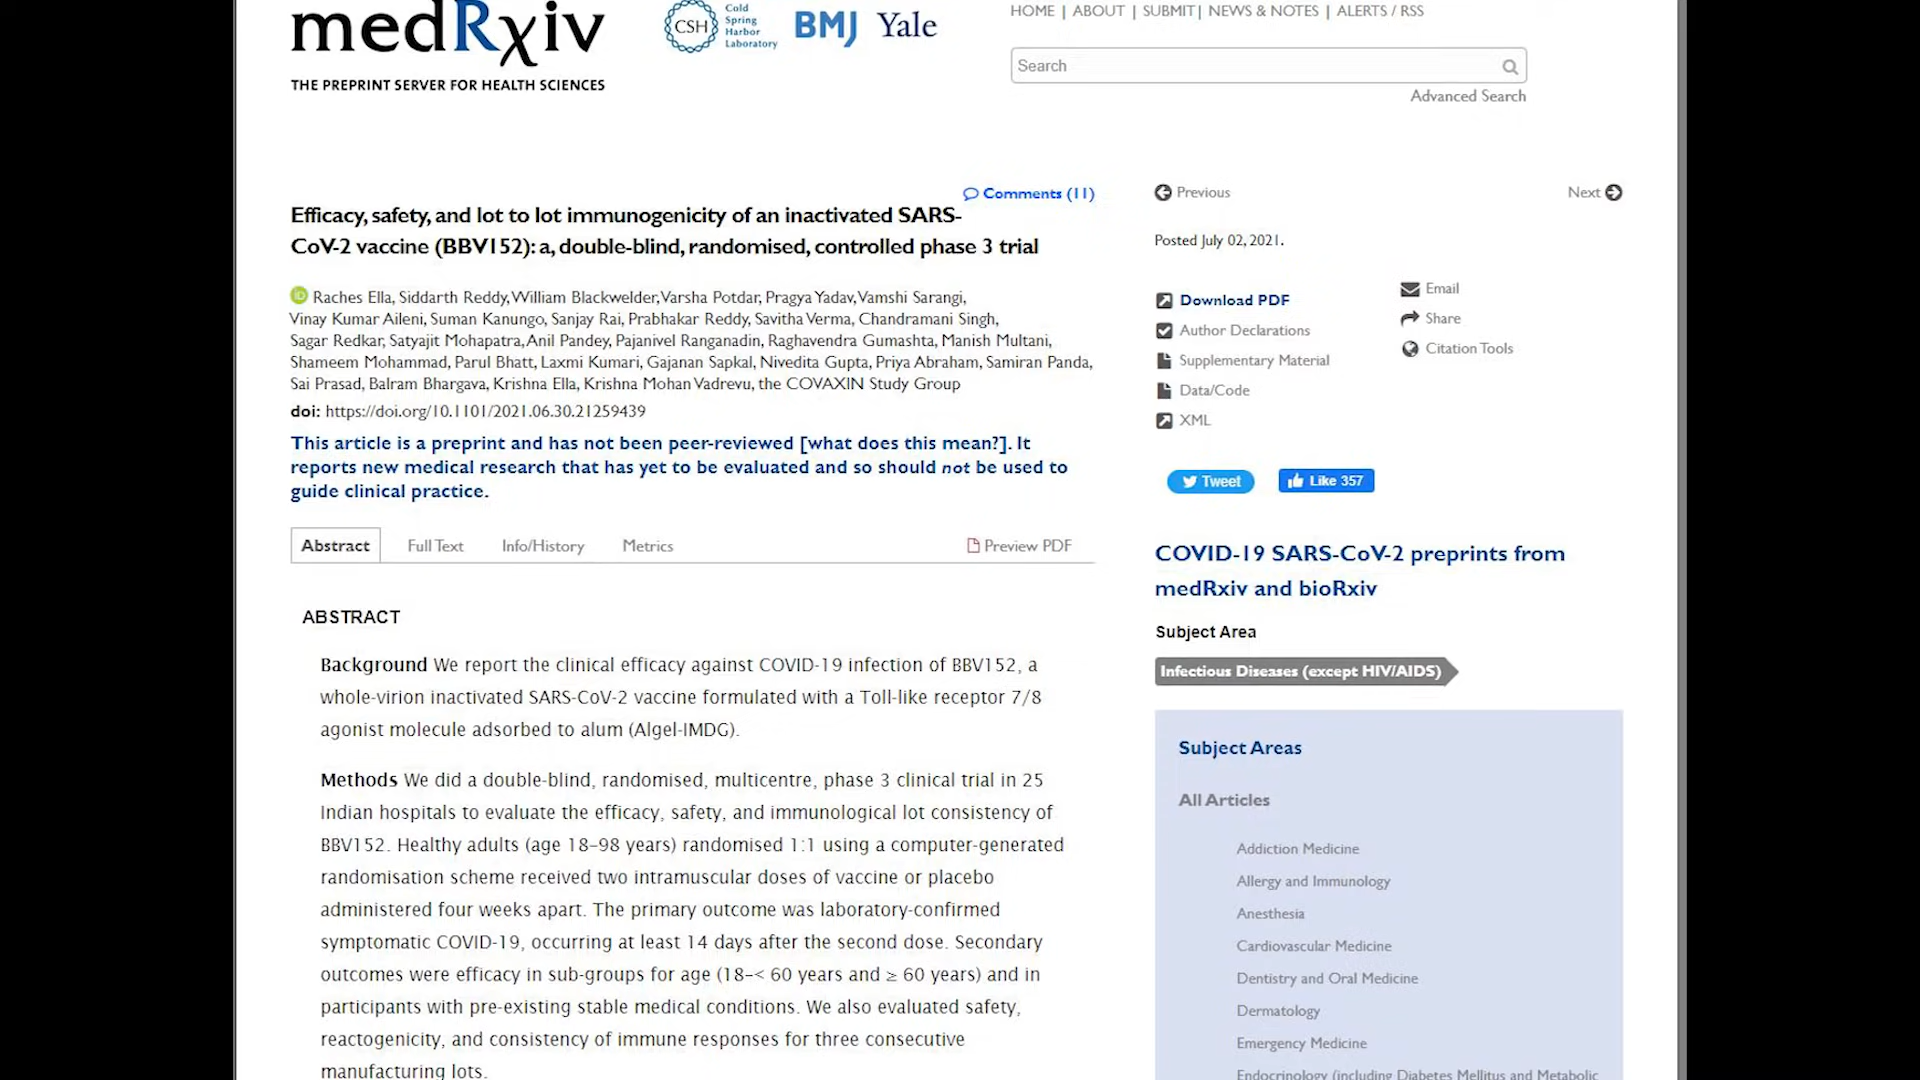 medRxiv
THE PREPRINT SERVER FOR HEALTH SCIENCES
CSH Cold
Spring
Harbor
Laboratory
BMJ Yale
HOME | ABOUT | SUBMIT | NEWS & NOTES | ALERTS / RSS
Search
Advanced Search
Comments (11)
Efficacy, safety, and lot to lot immunogenicity of an inactivated SARS-
CoV-2 vaccine (BBV152): a, double-blind, randomised, controlled phase 3 trial
iD Raches Ella, Siddarth Reddy, William Blackwelder, Varsha Potdar, Pragya Yadav, Vamshi Sarangi,
Vinay Kumar Aileni, Suman Kanungo, Sanjay Rai, Prabhakar Reddy, Savitha Verma, Chandramani Singh,
Sagar Redkar, Satyajit Mohapatra, Anil Pandey, Pajanivel Ranganadin, Raghavendra Gumashta, Manish Multani,
Shameem Mohammad, Parul Bhatt, Laxmi Kumari, Gajanan Sapkal, Nivedita Gupta, Priya Abraham, Samiran Panda,
Sai Prasad, Balram Bhargava, Krishna Ella, Krishna Mohan Vadrevu, the COVAXIN Study Group
doi: https://doi.org/10.1101/2021.06.30.21259439
This article is a preprint and has not been peer-reviewed [what does this mean?]. It
reports new medical research that has yet to be evaluated and so should not be used to
guide clinical practice.
Abstract Full Text Info/History Metrics Preview PDF
ABSTRACT
Background We report the clinical efficacy against COVID-19 infection of BBV152, a
whole-virion inactivated SARS-CoV-2 vaccine formulated with a Toll-like receptor 7/8
agonist molecule adsorbed to alum (Algel-IMDG).
Methods We did a double-blind, randomised, multicentre, phase 3 clinical trial in 25
Indian hospitals to evaluate the efficacy, safety, and immunological lot consistency of
BBV152. Healthy adults (age 18–98 years) randomised 1:1 using a computer-generated
randomisation scheme received two intramuscular doses of vaccine or placebo
administered four weeks apart. The primary outcome was laboratory-confirmed
symptomatic COVID-19, occurring at least 14 days after the second dose. Secondary
outcomes were efficacy in sub-groups for age (18–< 60 years and ≥ 60 years) and in
participants with pre-existing stable medical conditions. We also evaluated safety,
reactogenicity, and consistency of immune responses for three consecutive
manufacturing lots.
Previous Next
Posted July 02, 2021.
Download PDF
Author Declarations
Supplementary Material
Data/Code
XML
Email
Share
Citation Tools
Tweet Like 357
COVID-19 SARS-CoV-2 preprints from
medRxiv and bioRxiv
Subject Area
Infectious Diseases (except HIV/AIDS)
Subject Areas
All Articles
Addiction Medicine
Allergy and Immunology
Anesthesia
Cardiovascular Medicine
Dentistry and Oral Medicine
Dermatology
Emergency Medicine
Endocrinology (including Diabetes Mellitus and Metabolic